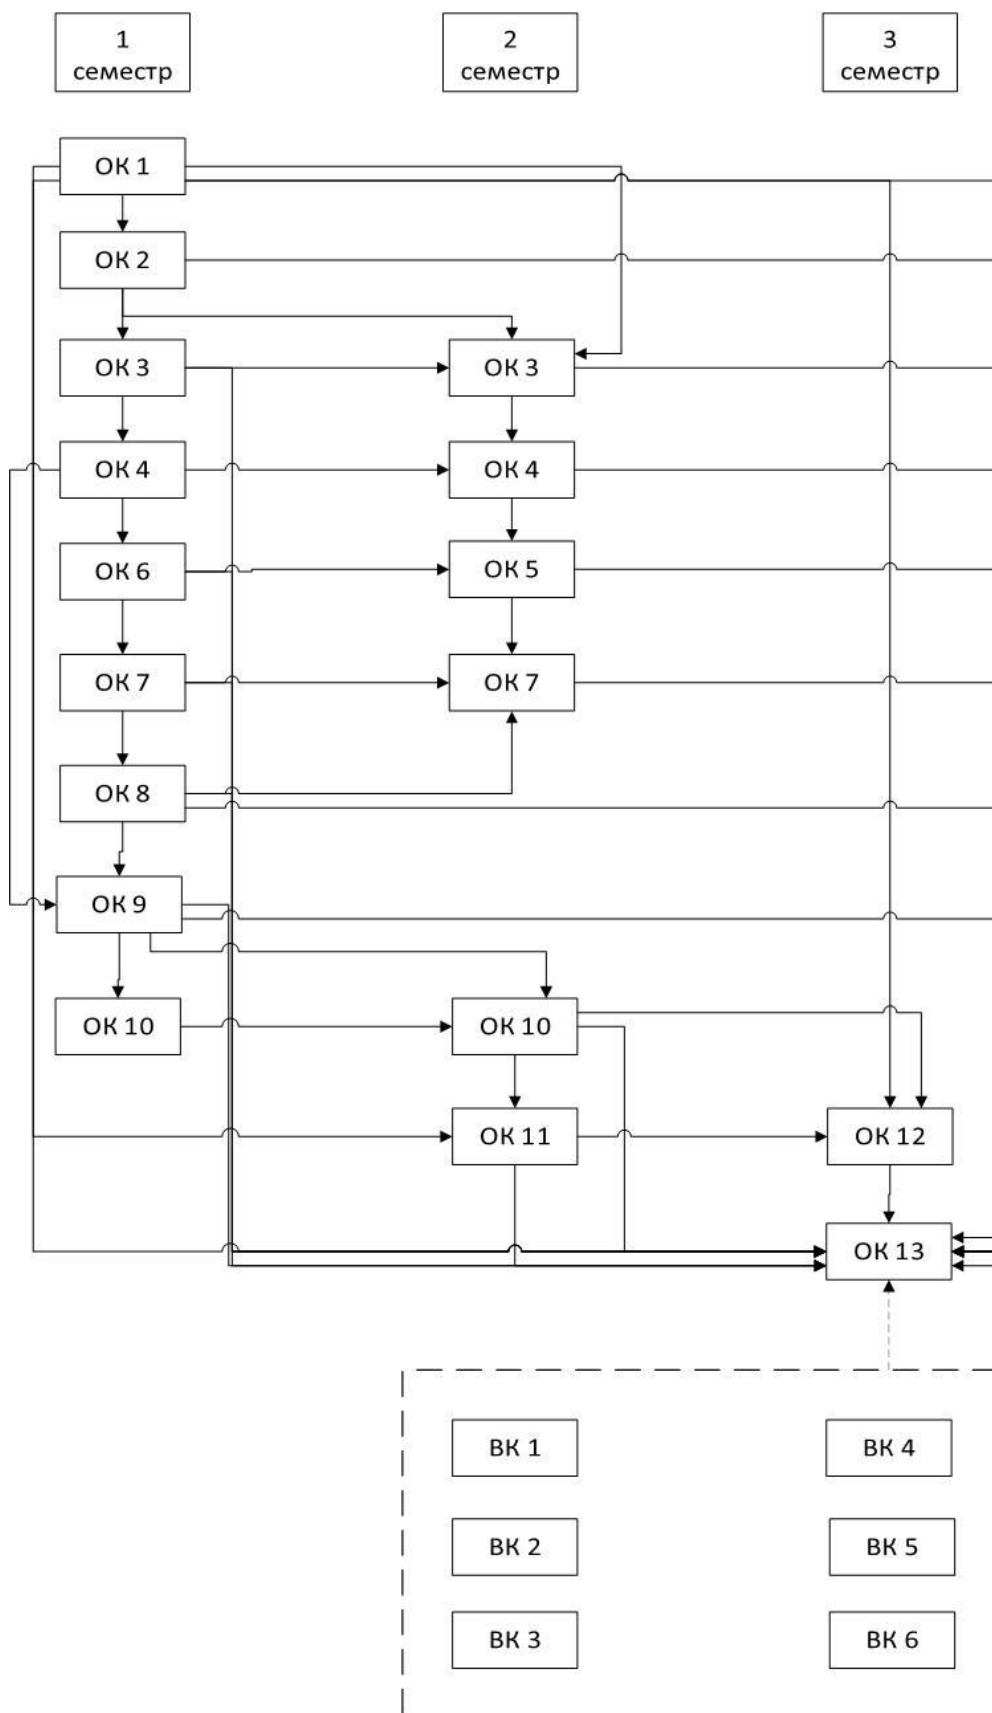 1
семестр
2
семестр
3
семестр
ОК 1
ОК 2
ОК 3
ОК 3
ОК 4
ОК 4
ОК 6
ОК 5
ОК 7
ОК 7
ОК 8
ОК 9
ОК 10
ОК 10
ОК 11
ОК 12
ОК 13
ВК 1
ВК 4
ВК 2
ВК 5
ВК 3
ВК 6